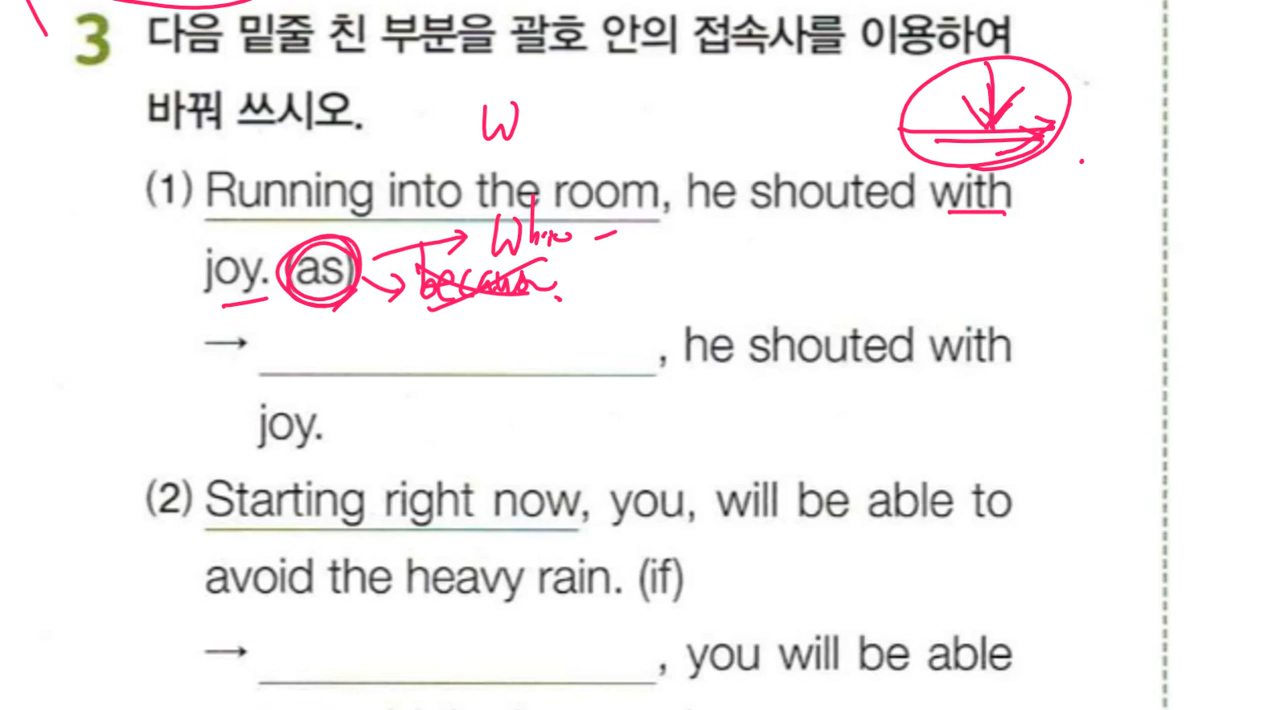 3 다음 밑줄 친 부분을 괄호 안의 접속사를 이용하여
바꿔 쓰시오.
W
(1) Running into the room, he shouted with
joy. (as)
→ ____________, he shouted with
joy.
(2) Starting right now, you, will be able to
avoid the heavy rain. (if)
→ ____________, you will be able